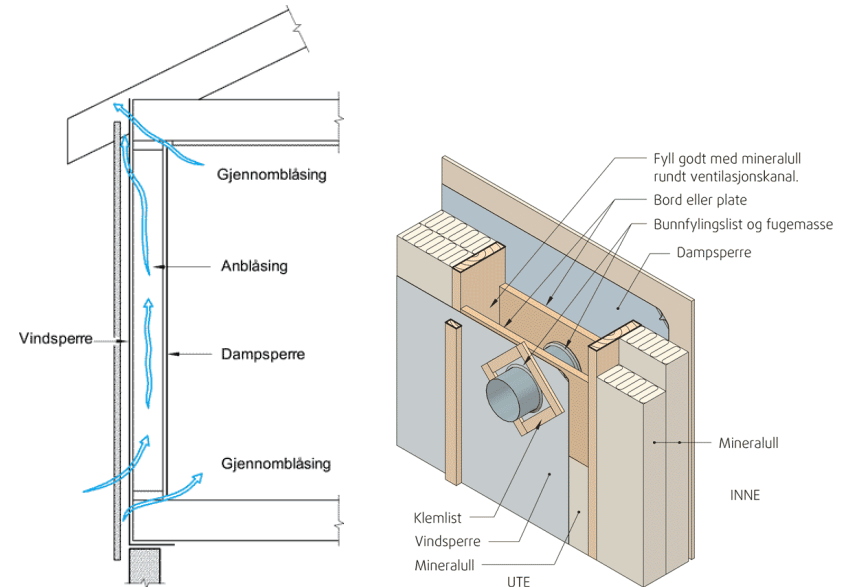 Gjennomblåsing
Anblåsing
Vindsperre
Dampsperre
Gjennomblåsing
Fyll godt med mineralull
rundt ventilasjonskanal.
Bord eller plate
Bunnfylingslist og fugemasse
Dampsperre
Mineralull
INNE
Klemlist
Vindsperre
Mineralull
UTE